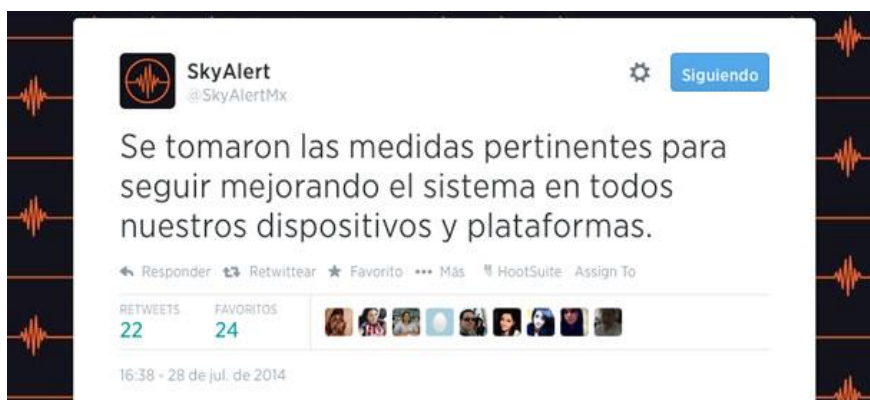 SkyAlert
@SkyAlertMx
Siguiendo
Se tomaron las medidas pertinentes para
seguir mejorando el sistema en todos
nuestros dispositivos y plataformas.
Responder Retwittear Favorito Más HootSuite Assign To
RETWEETS FAVORITOS
22 24
16:38 - 28 de jul. de 2014